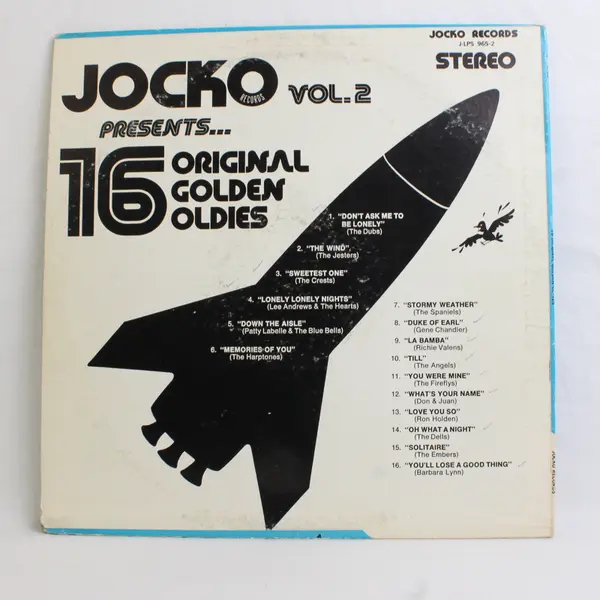 JOCKO RECORDS
J-LPS 965-2
STEREO
JOCKO VOL.2
RECORDS
PRESENTS...
16 ORIGINAL
GOLDEN
OLDIES
1. "DON'T ASK ME TO
BE LONELY"
(The Dubs)
2. "THE WIND"
(The Jesters)
3. "SWEETEST ONE"
(The Crests)
4. "LONELY LONELY NIGHTS"
(Lee Andrews & The Hearts)
5. "DOWN THE AISLE"
(Patty Labelle & The Blue Bells)
6. "MEMORIES OF YOU"
(The Harptones)
7. "STORMY WEATHER"
(The Spaniels)
8. "DUKE OF EARL"
(Gene Chandler)
9. "LA BAMBA"
(Richie Valens)
10. "TILL"
(The Angels)
11. "YOU WERE MINE"
(The Fireflys)
12. "WHAT'S YOUR NAME"
(Don & Juan)
13. "LOVE YOU SO"
(Ron Holden)
14. "OH WHAT A NIGHT"
(The Dells)
15. "SOLITAIRE"
(The Embers)
16. "YOU'LL LOSE A GOOD THING"
(Barbara Lynn)
JOCKO RECORDS